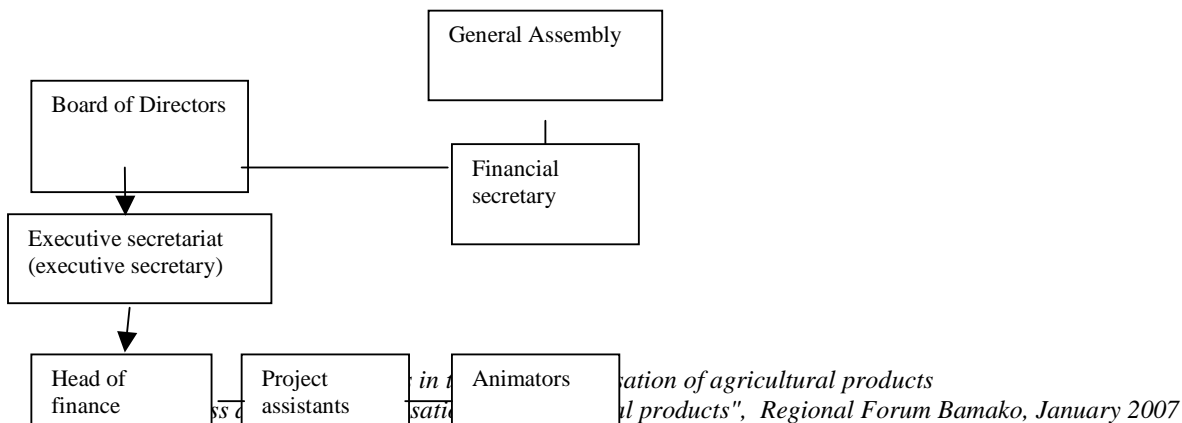 General Assembly
Board of Directors
Financial
secretary
Executive secretariat
(executive secretary)
Head of
finance
Project
assistants
Animators
in of agricultural products
products", Regional Forum Bamako, January 2007